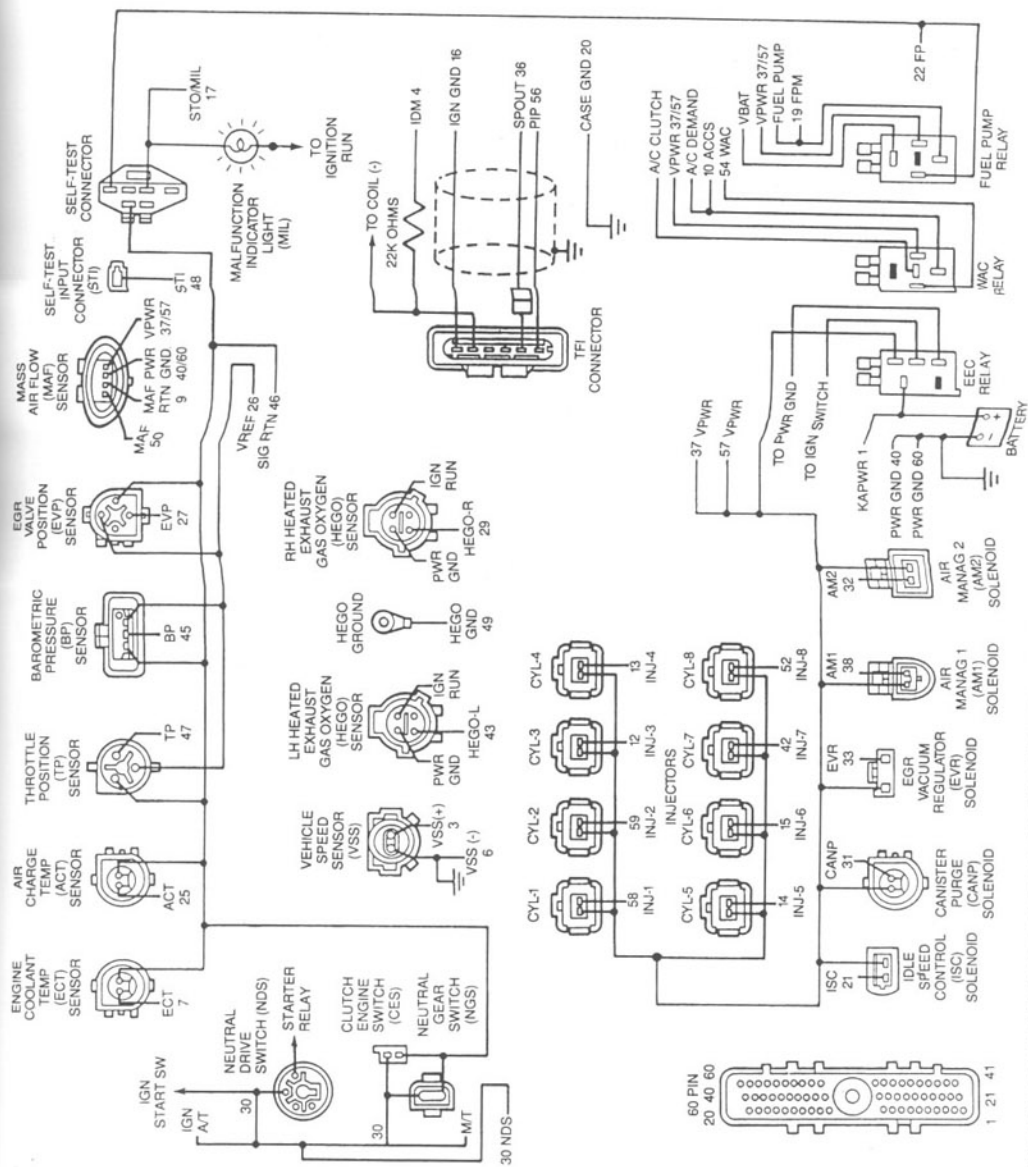 ENGINE
COOLANT
TEMP
(ECT)
SENSOR
ECT
7
AIR
CHARGE
TEMP
(ACT)
SENSOR
ACT
25
THROTTLE
POSITION
(TP)
SENSOR
TP
47
BAROMETRIC
PRESSURE
(BP)
SENSOR
BP
45
EGR
VALVE
POSITION
(EVP)
SENSOR
EVP
27
MASS
AIR FLOW
(MAF)
SENSOR
MAF
50
MAF
RTN
9
PWR
GND
40/60
VPWR
37/57
SELF-TEST
INPUT
CONNECTOR
(STI)
STI
48
SELF-TEST
CONNECTOR
STO/MIL
17
MALFUNCTION
INDICATOR
LIGHT
(MIL)
TO
IGNITION
RUN
VREF 26
SIG RTN 46
IGN
START SW
IGN
A/T
30
NEUTRAL
DRIVE
SWITCH (NDS)
STARTER
RELAY
CLUTCH
ENGINE
SWITCH
(CES)
NEUTRAL
GEAR
SWITCH
(NGS)
30
M/T
30 NDS
VEHICLE
SPEED
SENSOR
(VSS)
VSS(+)
3
VSS (-)
6
LH HEATED
EXHAUST
GAS OXYGEN
(HEGO)
SENSOR
PWR
GND
IGN
RUN
HEGO-L
43
HEGO
GROUND
HEGO
GND
49
RH HEATED
EXHAUST
GAS OXYGEN
(HEGO)
SENSOR
PWR
GND
IGN
RUN
HEGO-R
29
TO COIL (-)
22K OHMS
IDM 4
IGN GND 16
SPOUT 36
PIP 56
CASE GND 20
TFI
CONNECTOR
CYL-1
58
INJ-1
CYL-2
59
INJ-2
CYL-3
12
INJ-3
CYL-4
13
INJ-4
INJECTORS
CYL-5
14
INJ-5
CYL-6
15
INJ-6
CYL-7
42
INJ-7
CYL-8
52
INJ-8
37 VPWR
57 VPWR
TO PWR GND
TO IGN SWITCH
KAPWR 1
PWR GND 40
PWR GND 60
BATTERY
- +
EEC
RELAY
A/C CLUTCH
VPWR 37/57
A/C DEMAND
10 ACCS
54 WAC
WAC
RELAY
VBAT
VPWR 37/57
FUEL PUMP
19 FPM
22 FP
FUEL PUMP
RELAY
60 PIN
20 40 60
1 21 41
ISC
21
IDLE
SPEED
CONTROL
(ISC)
SOLENOID
CANP
31
CANISTER
PURGE
(CANP)
SOLENOID
EVR
33
EGR
VACUUM
REGULATOR
(EVR)
SOLENOID
AM1
38
AIR
MANAG 1
(AM1)
SOLENOID
AM2
32
AIR
MANAG 2
(AM2)
SOLENOID